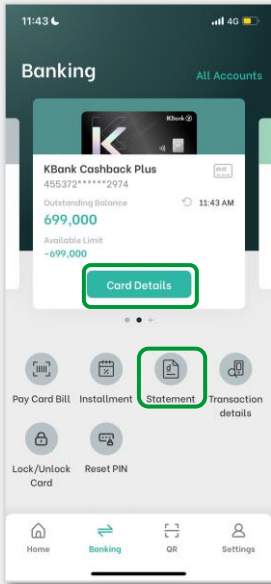 11:43
4G
Banking
All Accounts
KBank
KBank Cashback Plus
455372******2974
Outstanding Balance
11:43 AM
699,000
Available Limit
-699,000
Card Details
Pay Card Bill
Installment
Statement
Transaction
details
Lock/Unlock
Card
Reset PIN
Home
Banking
QR
Settings